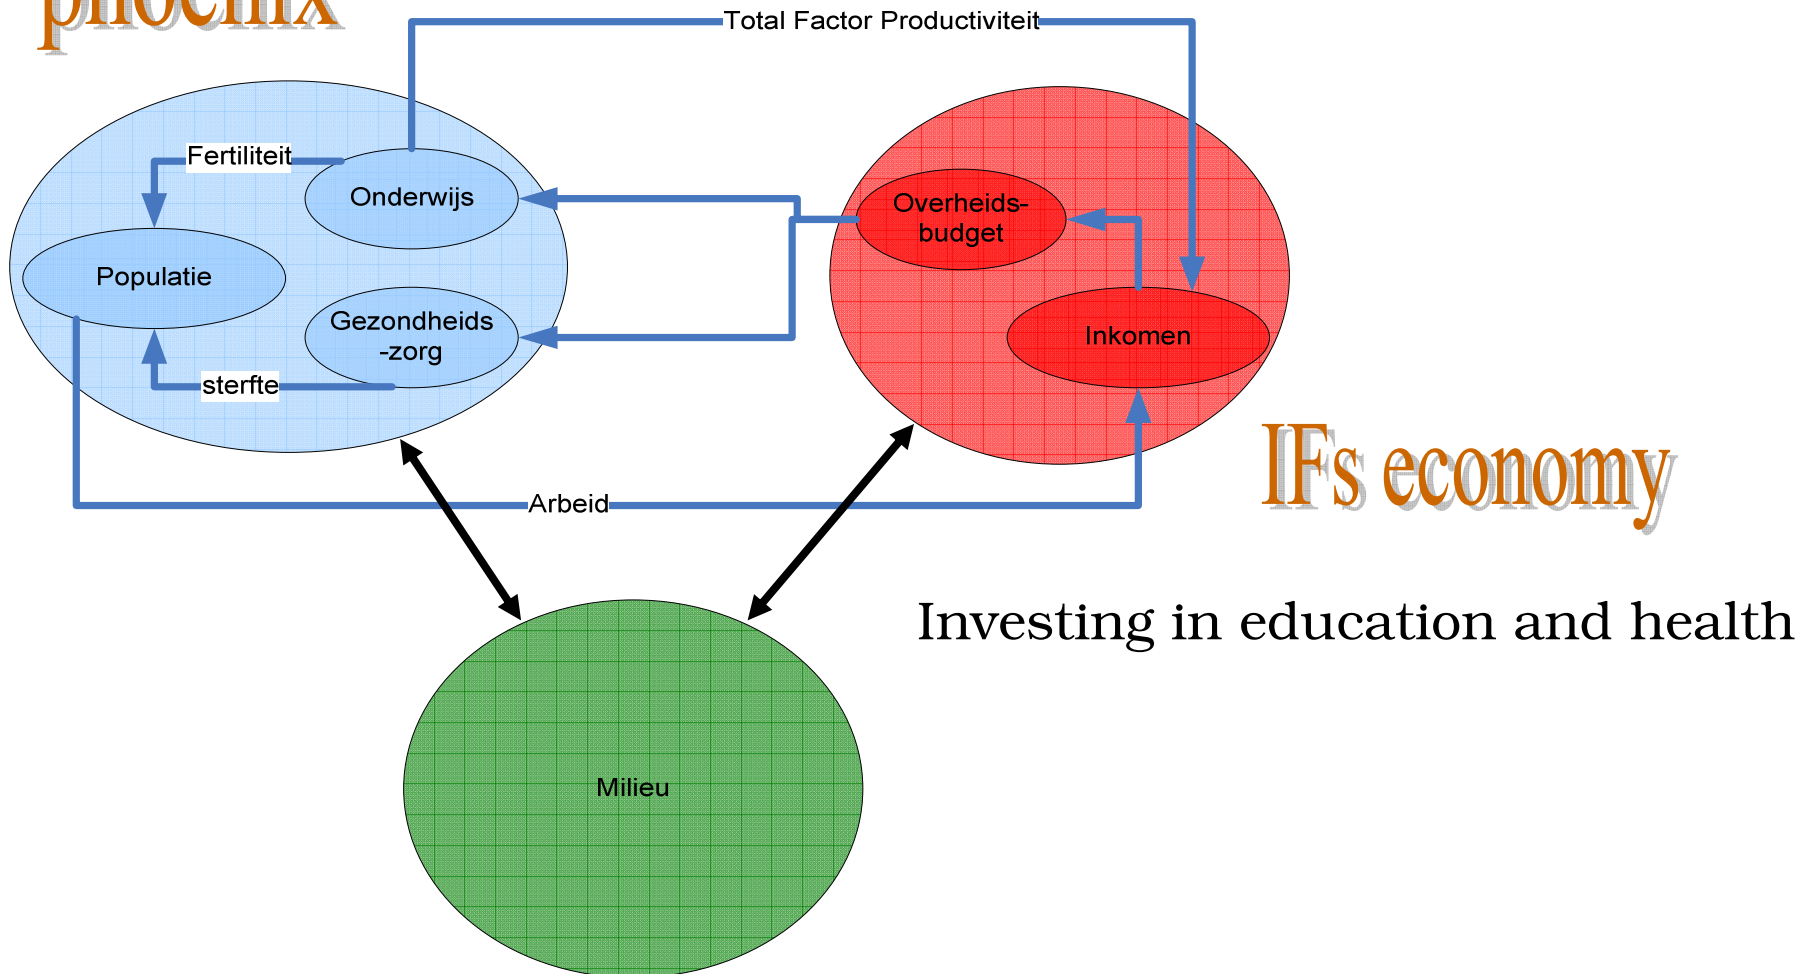 phoenix
Total Factor Productiviteit
Fertiliteit
Onderwijs
Populatie
Gezondheids
-zorg
sterfte
Overheids-
budget
Inkomen
Arbeid
IFs economy
Investing in education and health
Milieu